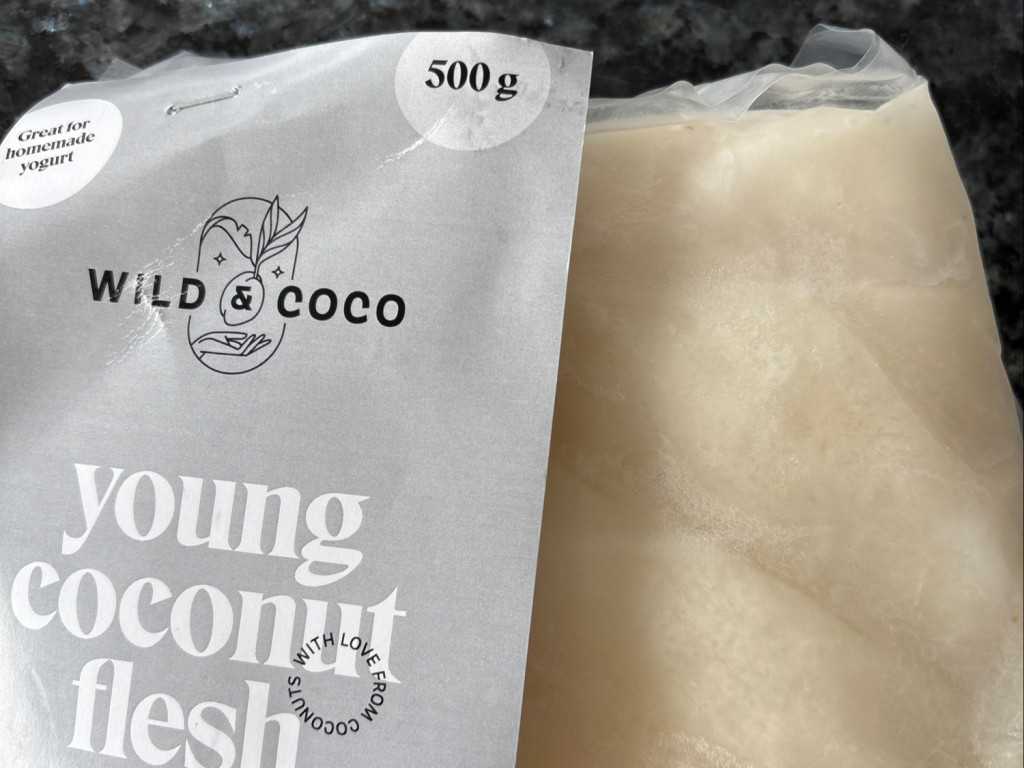 500 g
Great for
homemade
yogurt
WILD & COCO
young
coconut
flesh
WITH LOVE FROM COCONUTS